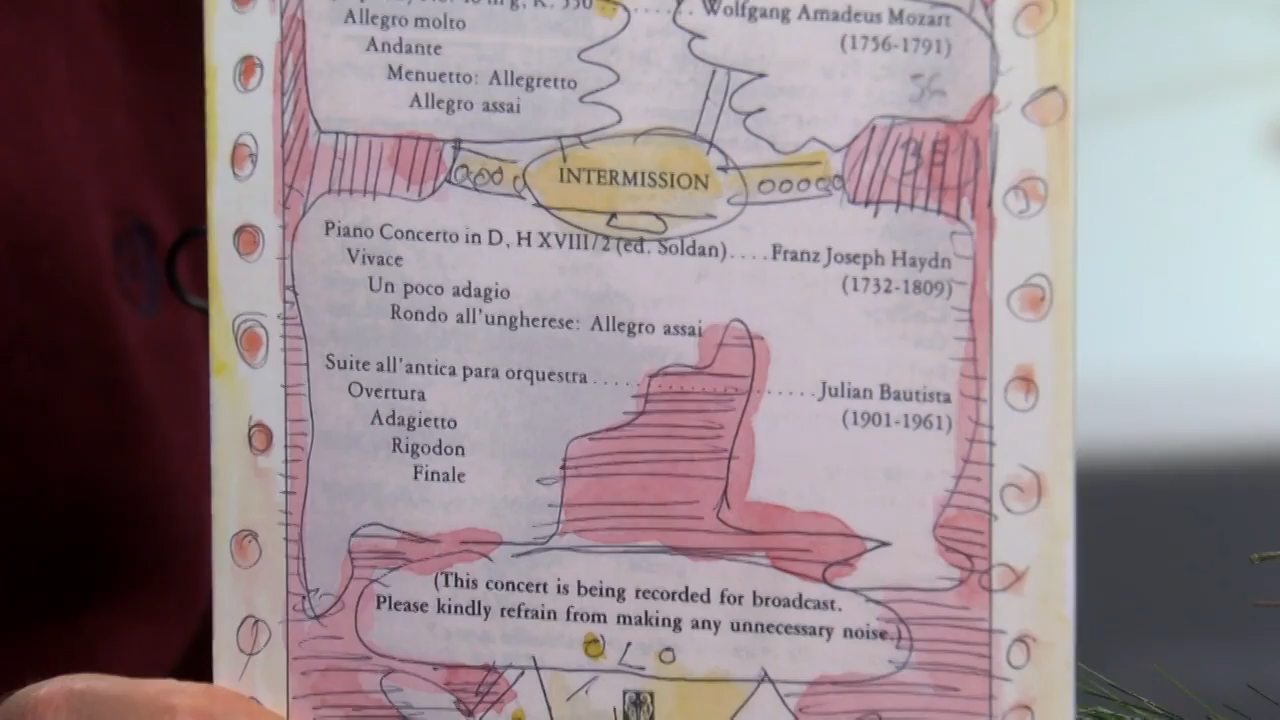 in g, K. 550 ........ Wolfgang Amadeus Mozart
Allegro molto (1756-1791)
Andante
Menuetto: Allegretto
Allegro assai
INTERMISSION
Piano Concerto in D, H XVIII/2 (ed. Soldan).... Franz Joseph Haydn
Vivace (1732-1809)
Un poco adagio
Rondo all'ungherese: Allegro assai
Suite all'antica para orquestra ........................ Julian Bautista
Overtura (1901-1961)
Adagietto
Rigodon
Finale
(This concert is being recorded for broadcast.
Please kindly refrain from making any unnecessary noise.)